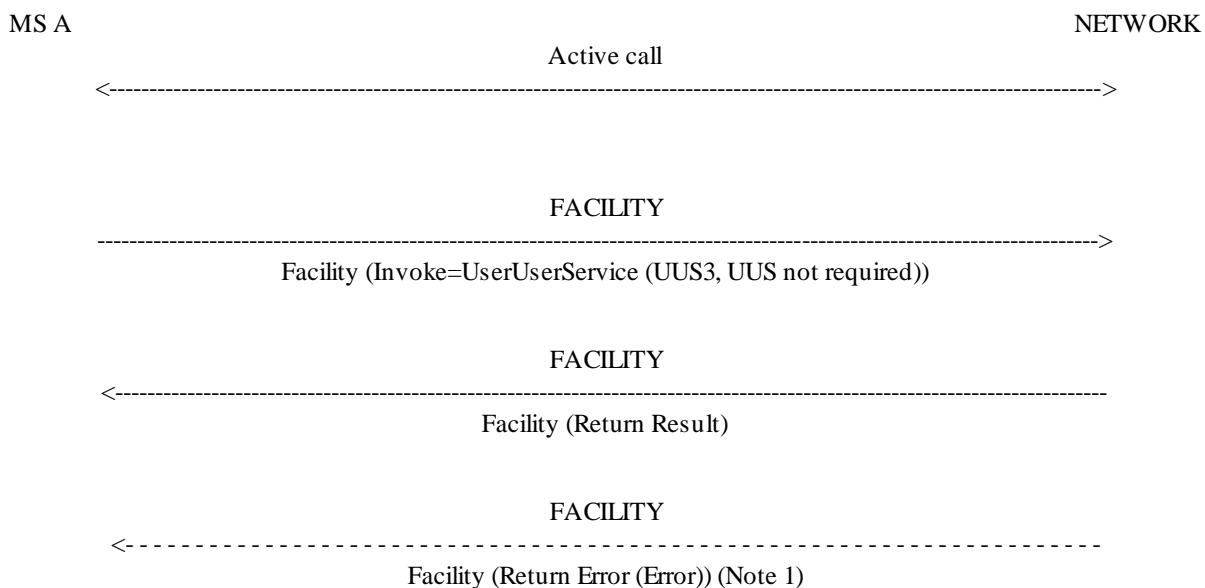 MS A NETWORK
Active call
<------------------------------------------------------------------------------------------------------------------------------>
FACILITY
------------------------------------------------------------------------------------------------------------------------------->
Facility (Invoke=UserUserService (UUS3, UUS not required))
FACILITY
<-------------------------------------------------------------------------------------------------------------------------------
Facility (Return Result)
FACILITY
<- - - - - - - - - - - - - - - - - - - - - - - - - - - - - - - - - - - - - - - - - - - - - - - - - - - - - - - - - - - - - - - - - - - - - -
Facility (Return Error (Error)) (Note 1)